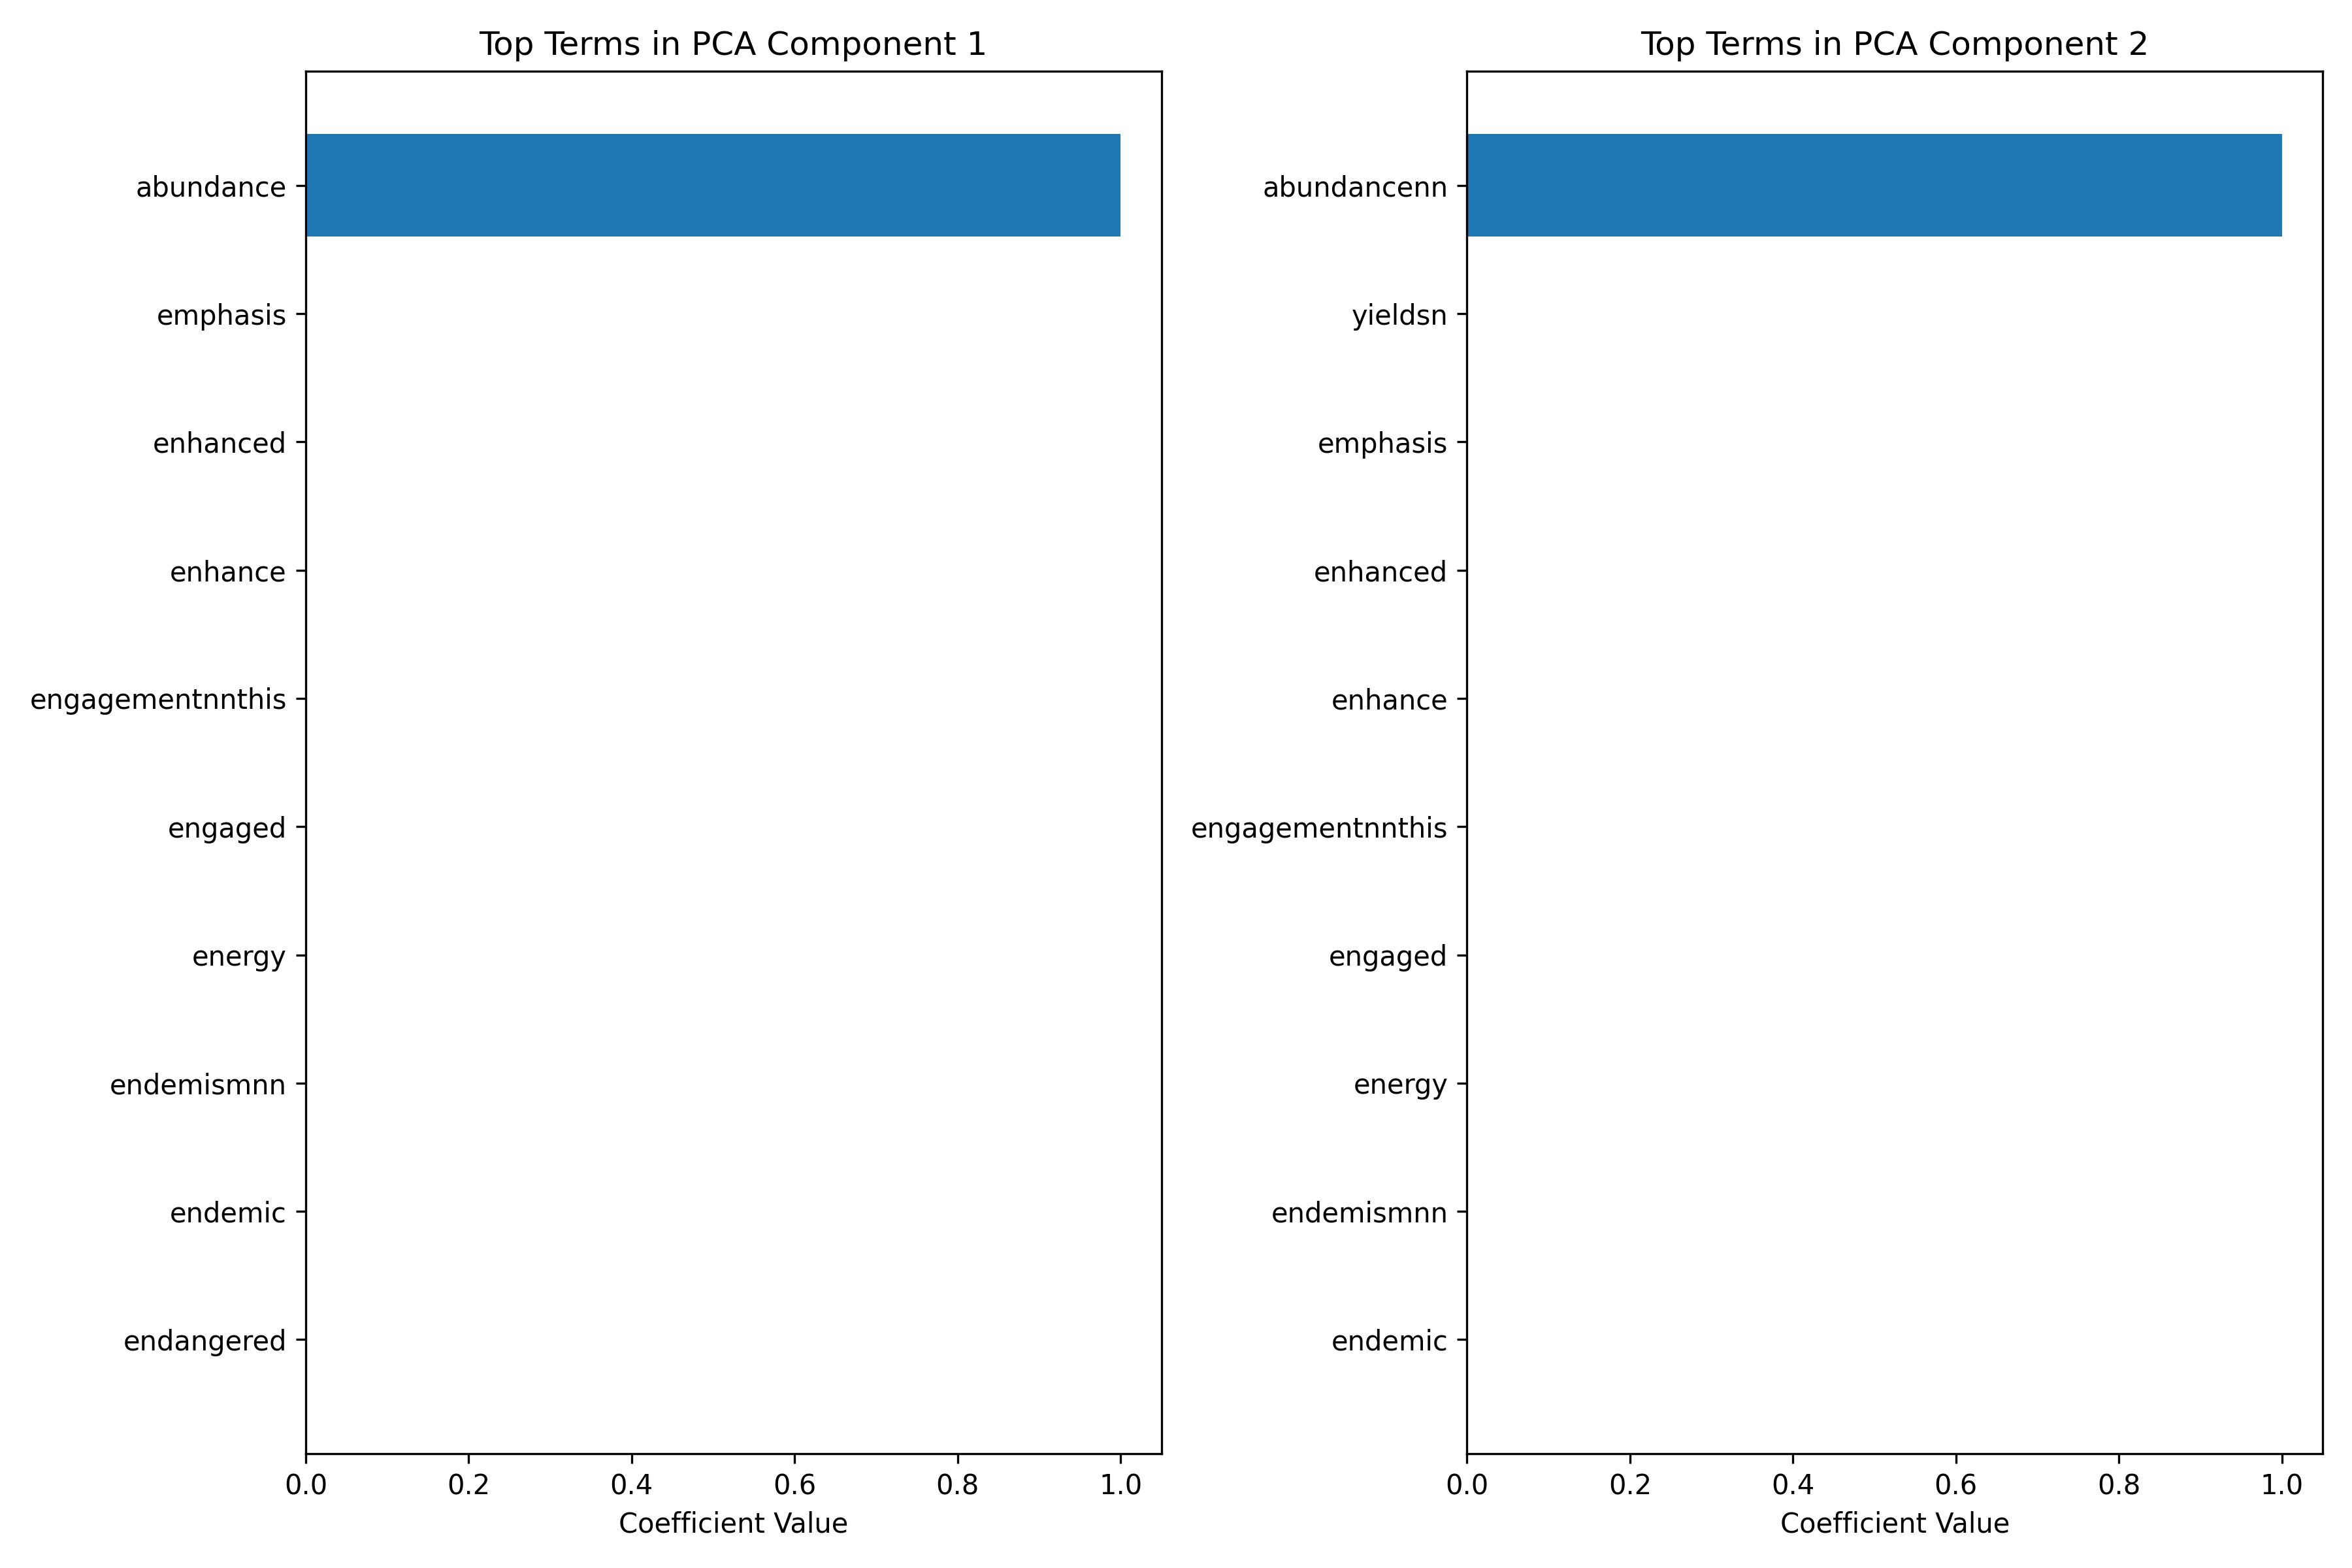 Top Terms in PCA Component 1
abundance
emphasis
enhanced
enhance
engagementnnthis
engaged
energy
endemismnn
endemic
endangered
0.0 0.2 0.4 0.6 0.8 1.0
Coefficient Value
Top Terms in PCA Component 2
abundancenn
yieldsn
emphasis
enhanced
enhance
engagementnnthis
engaged
energy
endemismnn
endemic
0.0 0.2 0.4 0.6 0.8 1.0
Coefficient Value